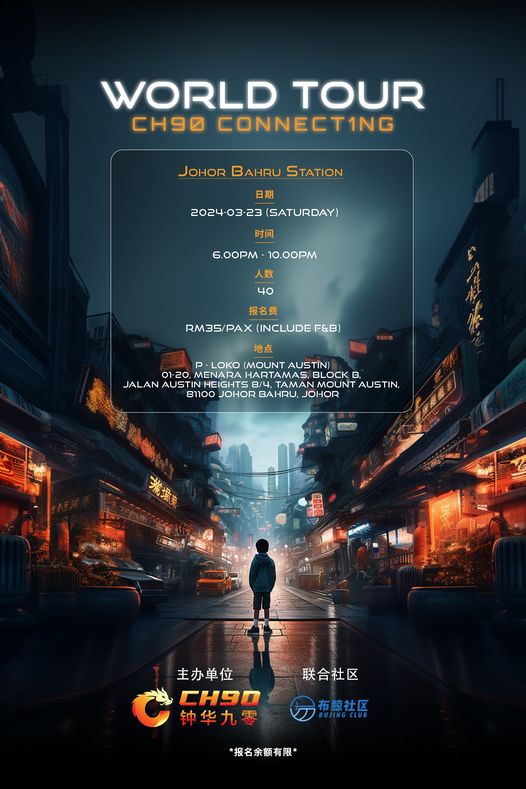 WORLD TOUR
CH90 CONNECT1NG
Johor Bahru Station
日期
2024-03-23 (SATURDAY)
时间
6.00PM - 10.00PM
人数
40
报名费
RM35/PAX (INCLUDE F&B)
地点
P - LOKO (MOUNT AUSTIN)
01-20, MENARA HARTAMAS, BLOCK B,
JALAN AUSTIN HEIGHTS 8/4, TAMAN MOUNT AUSTIN,
81100 JOHOR BAHRU, JOHOR
主办单位 联合社区
CH90 布鲸社区
钟华九零 BUJING CLUB
*报名余额有限*